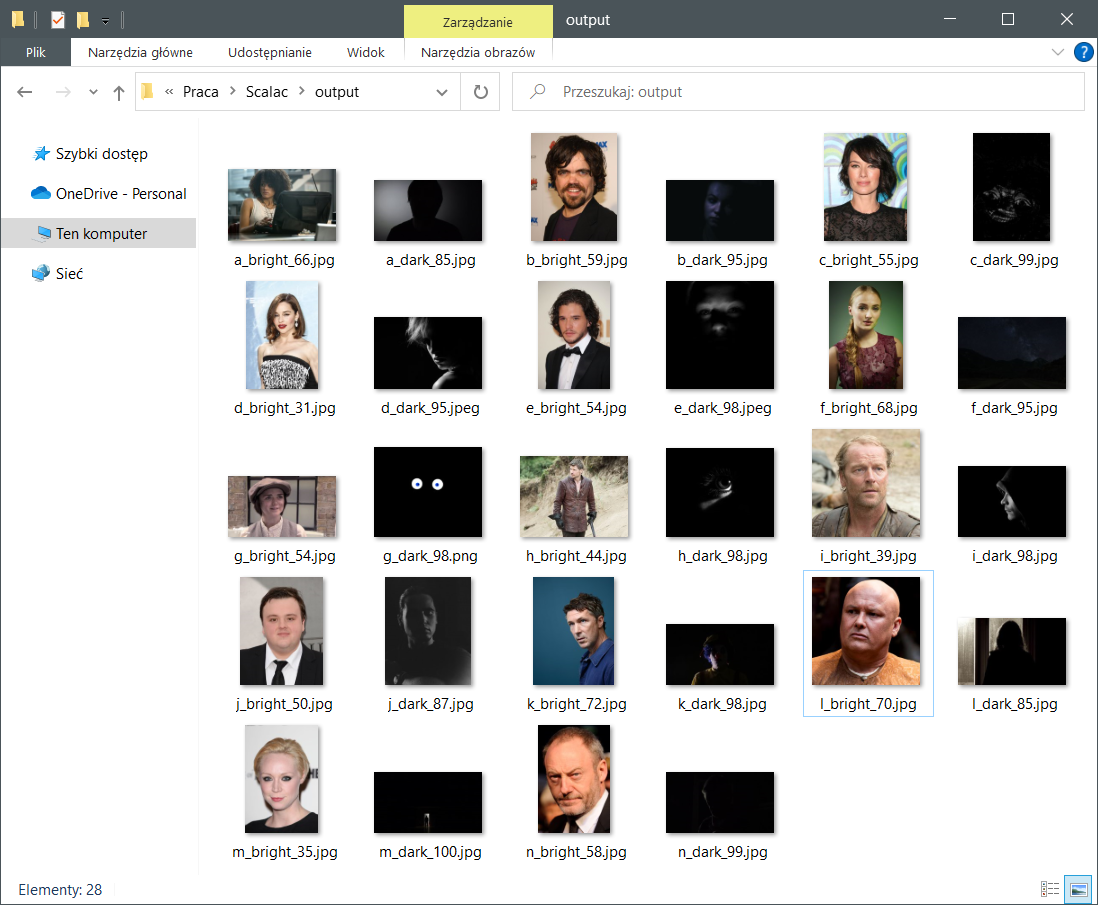 Zarządzanie
output
Plik
Narzędzia główne
Udostępnianie
Widok
Narzędzia obrazów
?
« Praca > Scalac > output
Przeszukaj: output
Szybki dostęp
OneDrive - Personal
Ten komputer
Sieć
a_bright_66.jpg
a_dark_85.jpg
b_bright_59.jpg
b_dark_95.jpg
c_bright_55.jpg
c_dark_99.jpg
d_bright_31.jpg
d_dark_95.jpeg
e_bright_54.jpg
e_dark_98.jpeg
f_bright_68.jpg
f_dark_95.jpg
g_bright_54.jpg
g_dark_98.png
h_bright_44.jpg
h_dark_98.jpg
i_bright_39.jpg
i_dark_98.jpg
j_bright_50.jpg
j_dark_87.jpg
k_bright_72.jpg
k_dark_98.jpg
l_bright_70.jpg
l_dark_85.jpg
m_bright_35.jpg
m_dark_100.jpg
n_bright_58.jpg
n_dark_99.jpg
Elementy: 28